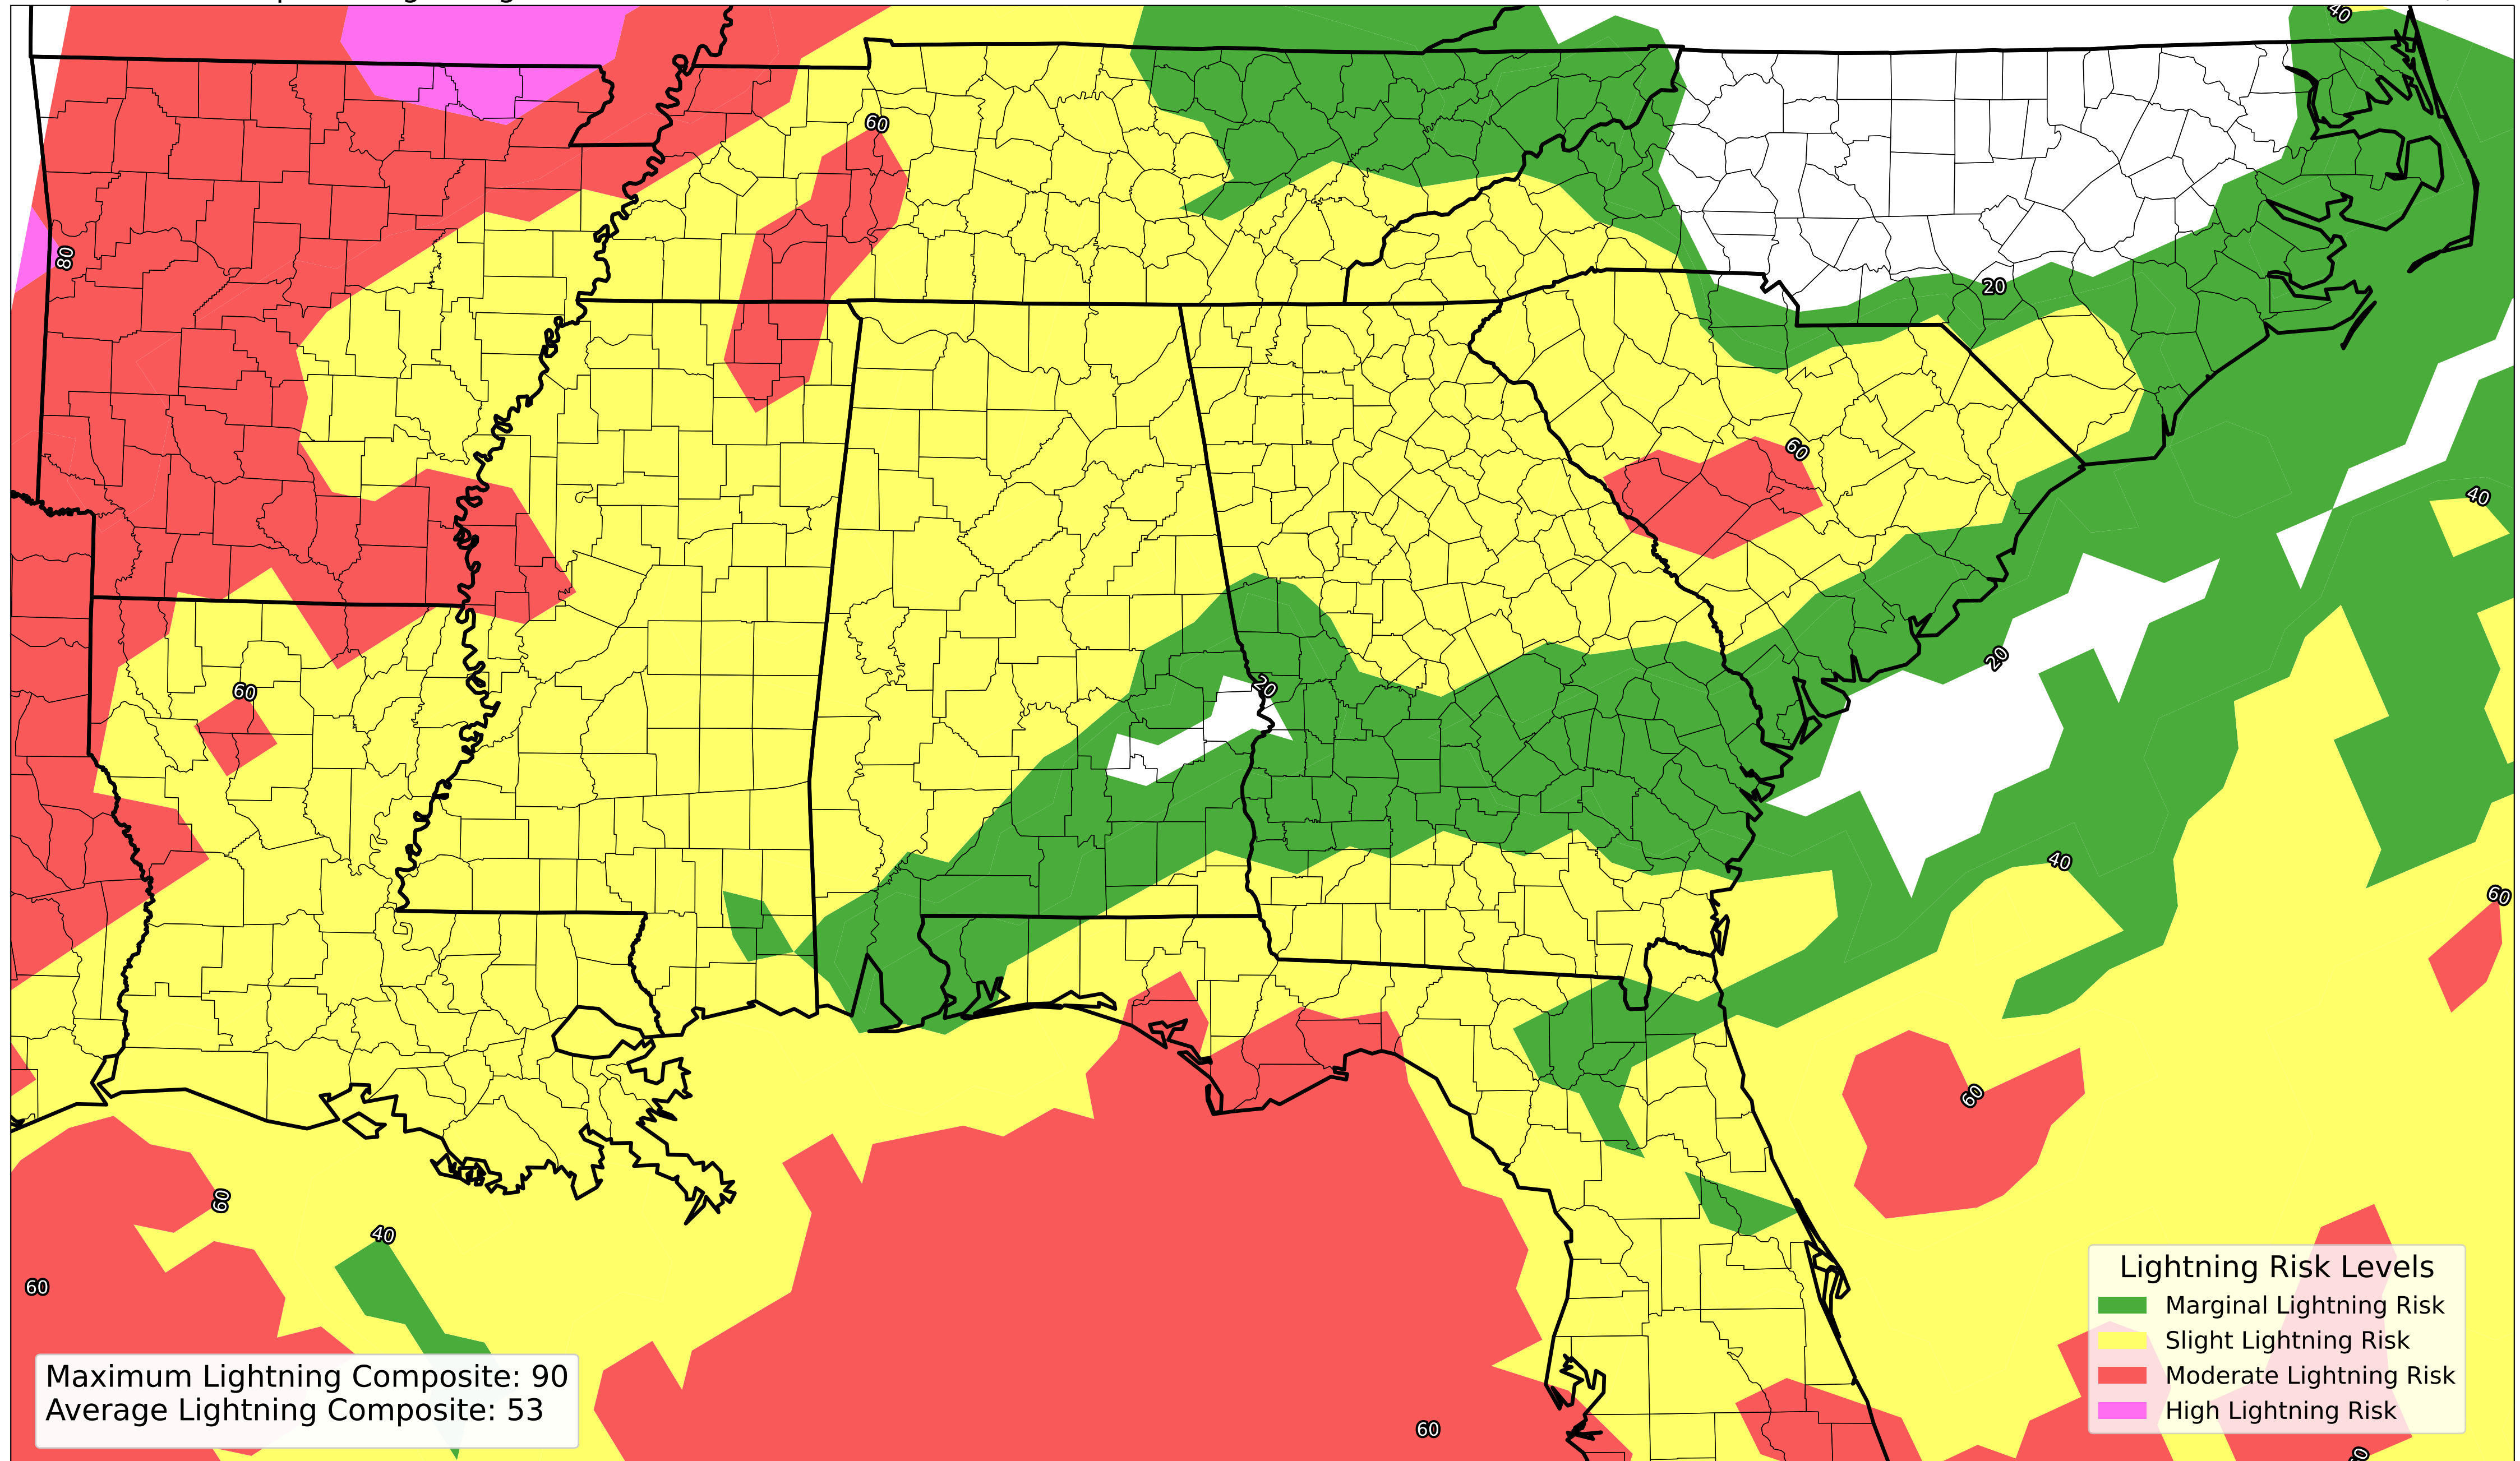 40
60
80
20
60
40
60
20
20
40
60
60
60
40
60
60
Lightning Risk Levels
Marginal Lightning Risk
Slight Lightning Risk
Moderate Lightning Risk
High Lightning Risk
Maximum Lightning Composite: 90
Average Lightning Composite: 53